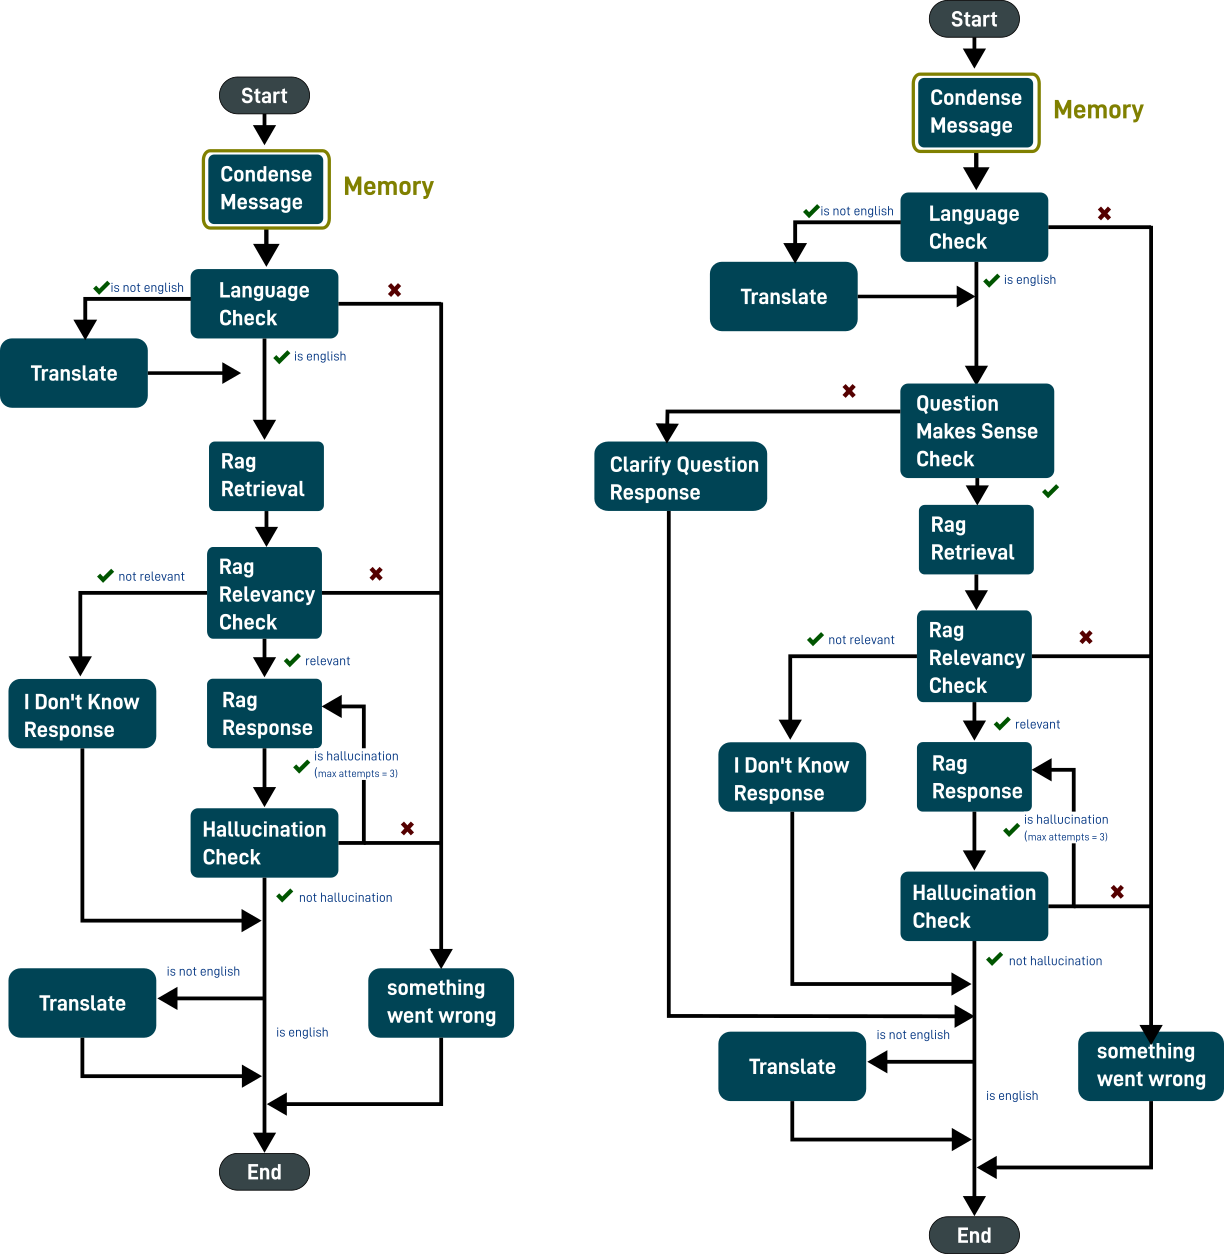 Start
Condense
Message
Memory
Language
Check
is not english
is english
Translate
Rag
Retrieval
Rag
Relevancy
Check
not relevant
relevant
I Don't Know
Response
Rag
Response
is hallucination
(max attempts = 3)
Hallucination
Check
not hallucination
is not english
Translate
is english
something
went wrong
End
Start
Condense
Message
Memory
Language
Check
is not english
is english
Translate
Question
Makes Sense
Check
Clarify Question
Response
Rag
Retrieval
Rag
Relevancy
Check
not relevant
relevant
I Don't Know
Response
Rag
Response
is hallucination
(max attempts = 3)
Hallucination
Check
not hallucination
is not english
Translate
is english
something
went wrong
End